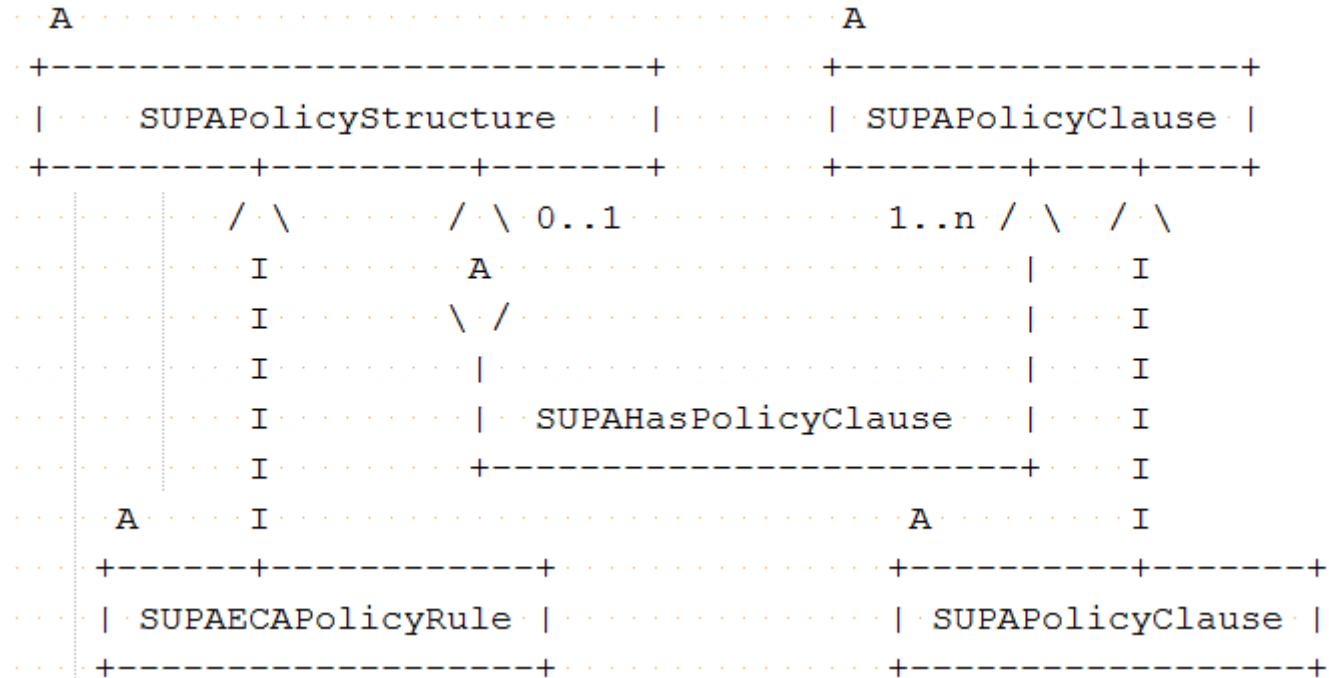 A                                   A
+----------------------------+       +------------------+
|    SUPAPolicyStructure    |       | SUPAPolicyClause |
+---------+---------+-------+       +--------+----+----+
/ \       / \ 0..1            1..n / \  / \
I         A                        |    I
I        \ /                       |    I
I         |                        |    I
I         |  SUPAHasPolicyClause   |    I
I         +------------------------+    I
A     I                             A         I
+------+------------+               +----------+-------+
| SUPAECAPolicyRule |               | SUPAPolicyClause |
+-------------------+               +------------------+